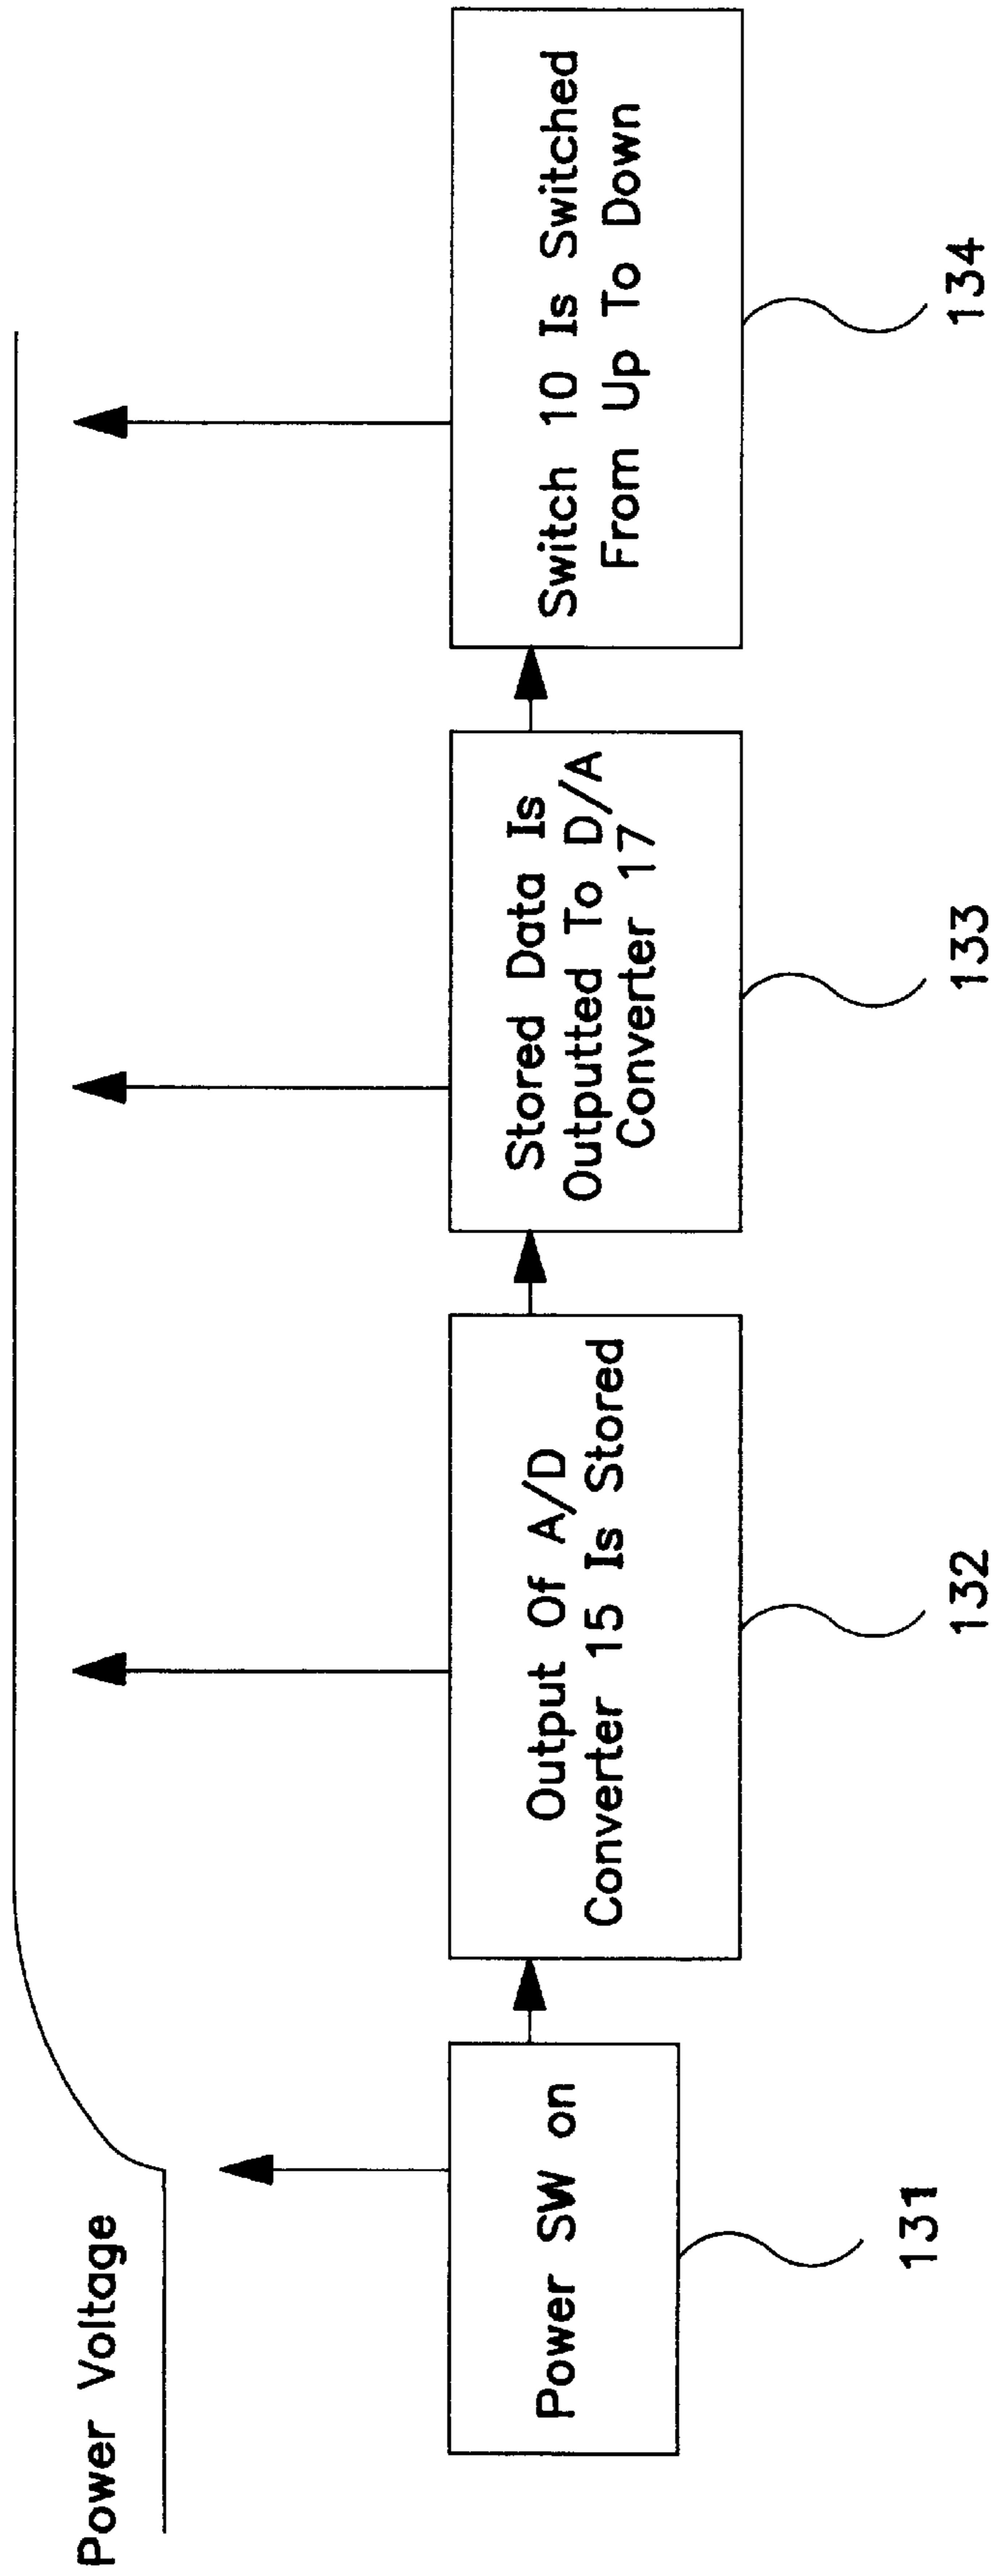 Power Voltage
Power SW on
Output Of A/D
Converter 15 Is Stored
Stored Data Is
Outputted To D/A
Converter 17
Switch 10 Is Switched
From Up To Down
131
132
133
134